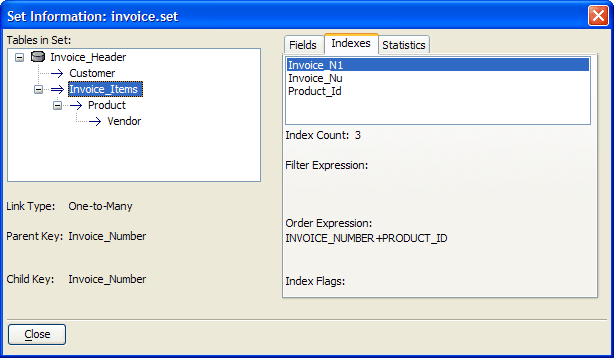 Set Information: invoice.set
Tables in Set:
Invoice_Header
Customer
Invoice_Items
Product
Vendor
Link Type: One-to-Many
Parent Key: Invoice_Number
Child Key: Invoice_Number
Fields Indexes Statistics
Invoice_N1
Invoice_Nu
Product_Id
Index Count: 3
Filter Expression:
Order Expression:
INVOICE_NUMBER+PRODUCT_ID
Index Flags:
Close